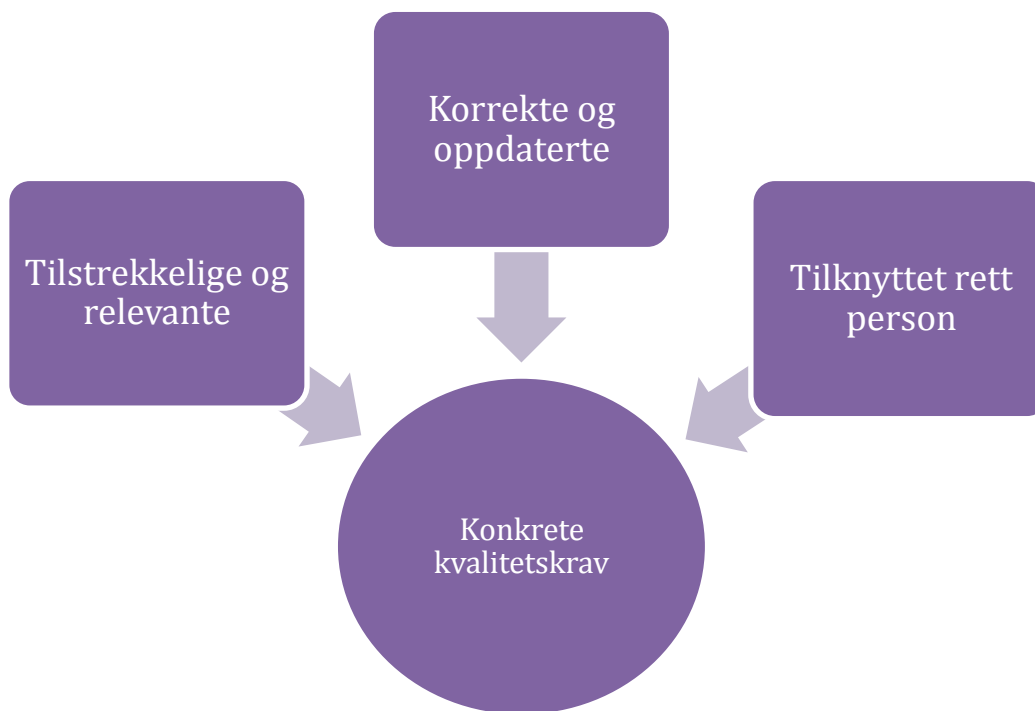 Korrekte og
oppdaterte
Tilstrekkelige og
relevante
Tilknyttet rett
person
Konkrete
kvalitetskrav